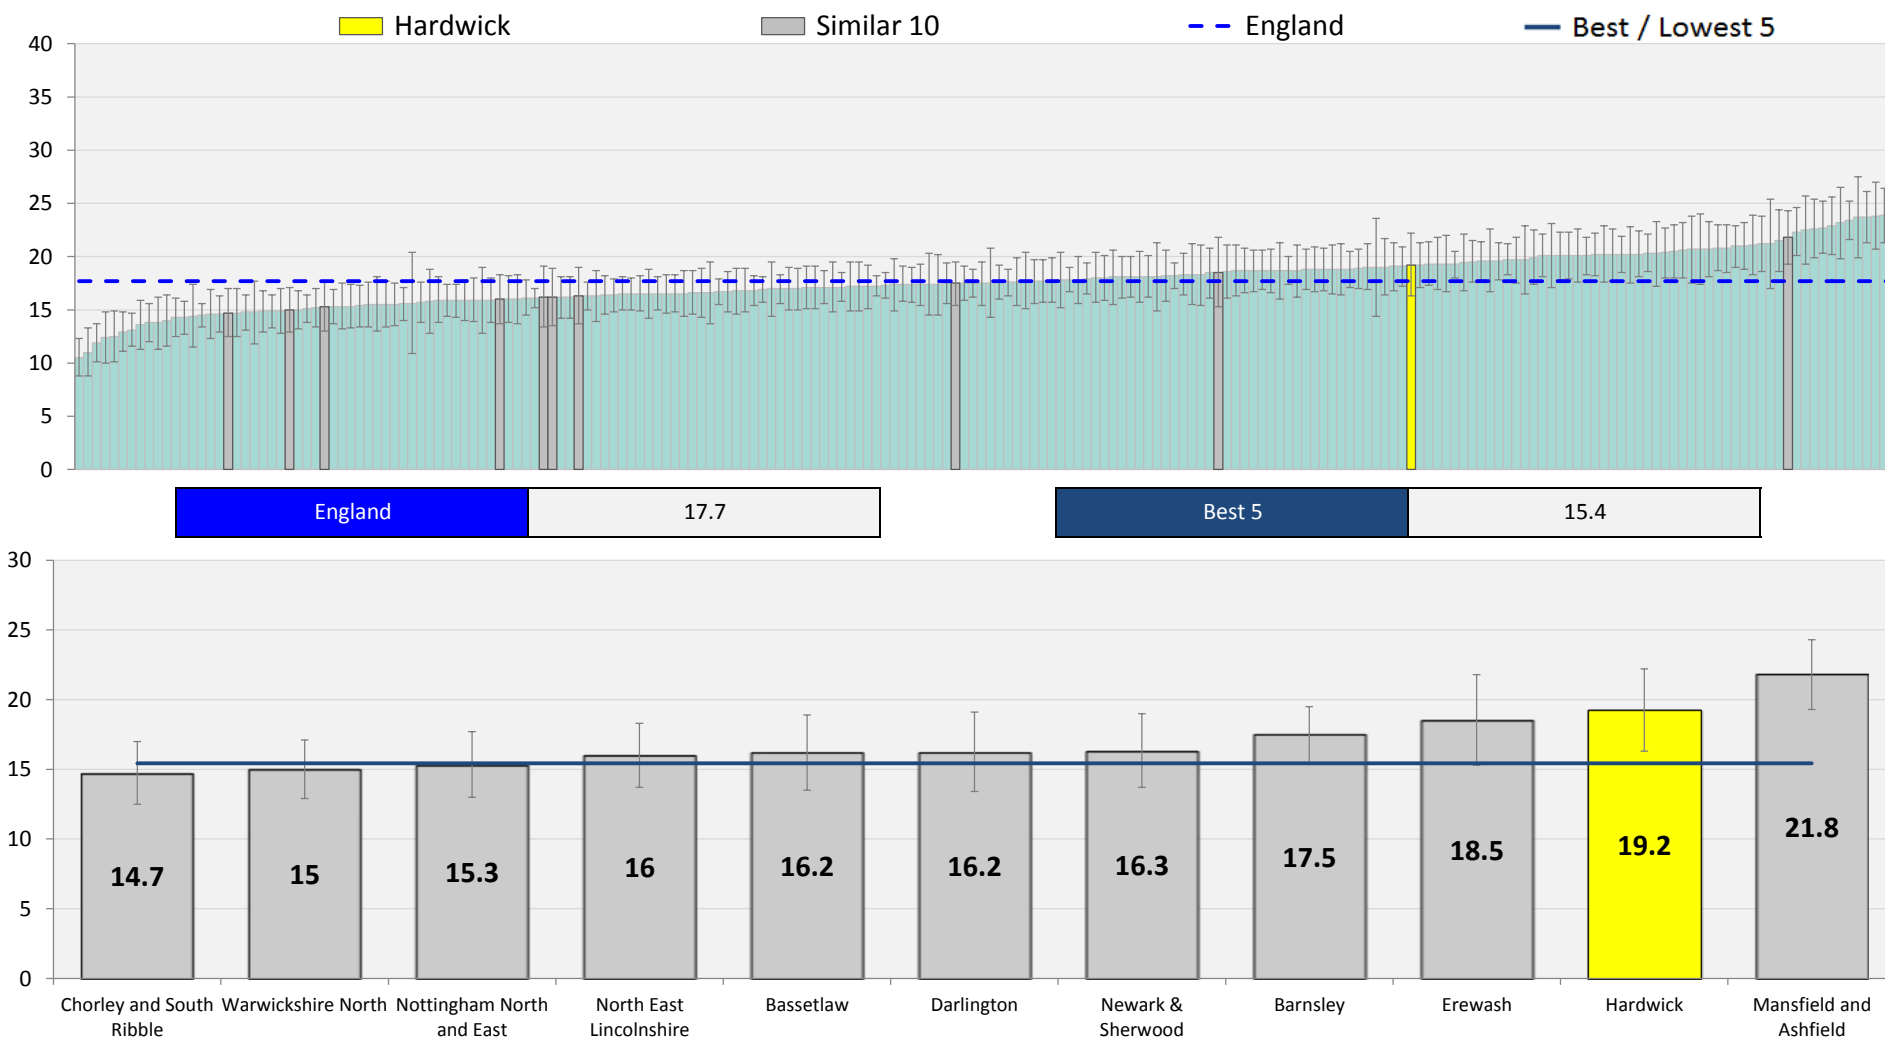 Hardwick
Similar 10
England
Best / Lowest 5
40
35
30
25
20
15
10
5
0
England
17.7
Best 5
15.4
30
25
20
15
10
5
0
14.7
15
15.3
16
16.2
16.2
16.3
17.5
18.5
19.2
21.8
Chorley and South
Ribble
Warwickshire North
Nottingham North
and East
North East
Lincolnshire
Bassetlaw
Darlington
Newark &
Sherwood
Barnsley
Erewash
Hardwick
Mansfield and
Ashfield